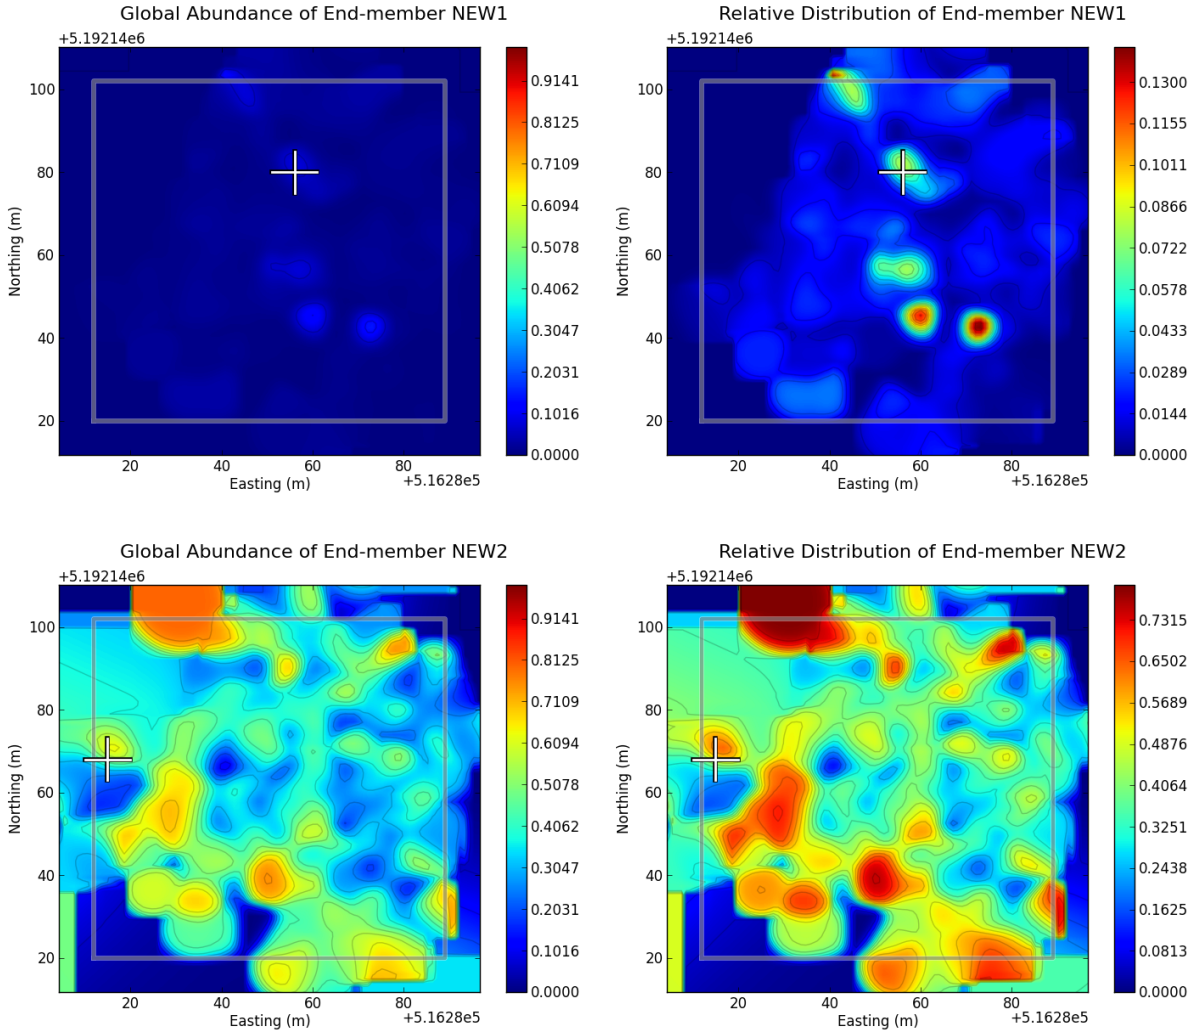 Global Abundance of End-member NEW1
+5.19214e6
100
80
60
40
20
Northing (m)
20 40 60 80
Easting (m)
+5.1628e5
0.9141
0.8125
0.7109
0.6094
0.5078
0.4062
0.3047
0.2031
0.1016
0.0000
Relative Distribution of End-member NEW1
+5.19214e6
100
80
60
40
20
Northing (m)
20 40 60 80
Easting (m)
+5.1628e5
0.1300
0.1155
0.1011
0.0866
0.0722
0.0578
0.0433
0.0289
0.0144
0.0000
Global Abundance of End-member NEW2
+5.19214e6
100
80
60
40
20
Northing (m)
20 40 60 80
Easting (m)
+5.1628e5
0.9141
0.8125
0.7109
0.6094
0.5078
0.4062
0.3047
0.2031
0.1016
0.0000
Relative Distribution of End-member NEW2
+5.19214e6
100
80
60
40
20
Northing (m)
20 40 60 80
Easting (m)
+5.1628e5
0.7315
0.6502
0.5689
0.4876
0.4064
0.3251
0.2438
0.1625
0.0813
0.0000